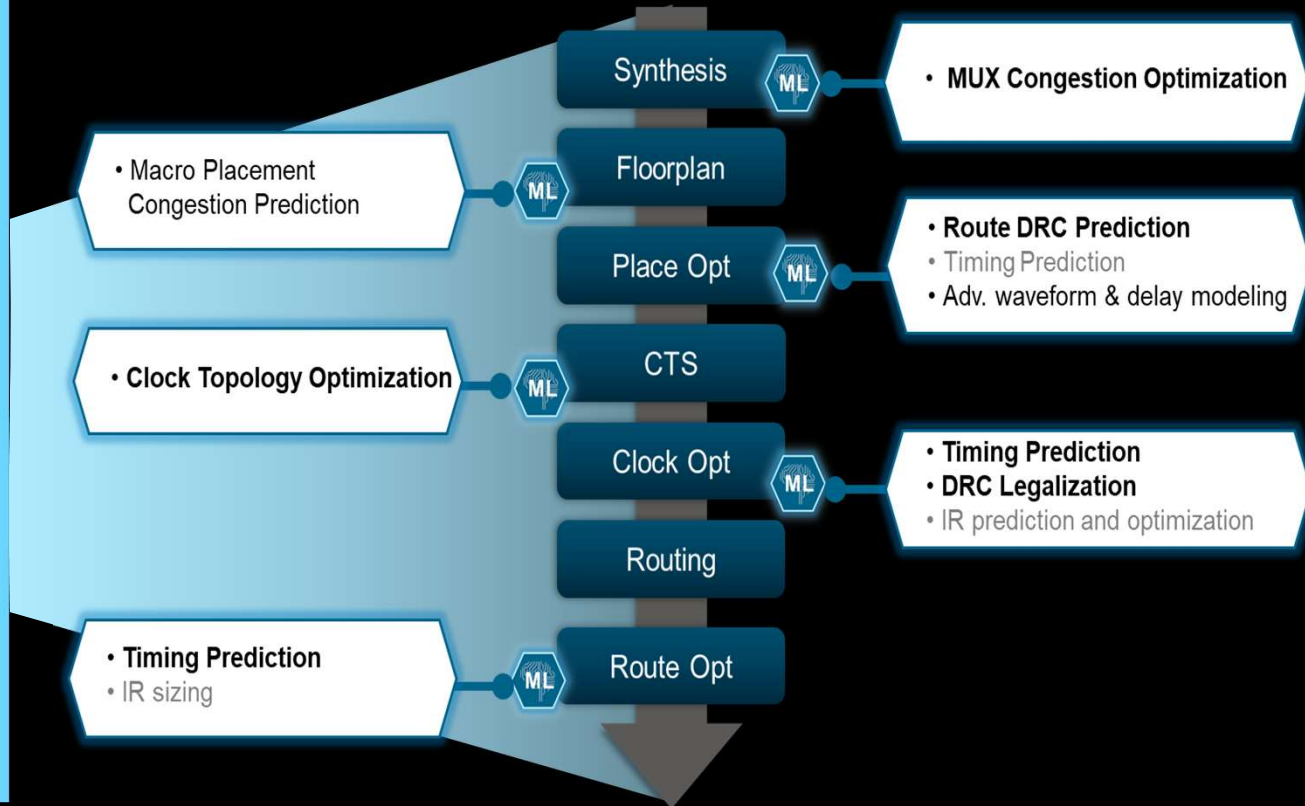 Synthesis
ML
• MUX Congestion Optimization
Floorplan
ML
• Macro Placement
Congestion Prediction
Place Opt
ML
• Route DRC Prediction
• Timing Prediction
• Adv. waveform & delay modeling
CTS
ML
• Clock Topology Optimization
Clock Opt
ML
• Timing Prediction
• DRC Legalization
• IR prediction and optimization
Routing
Route Opt
ML
• Timing Prediction
• IR sizing